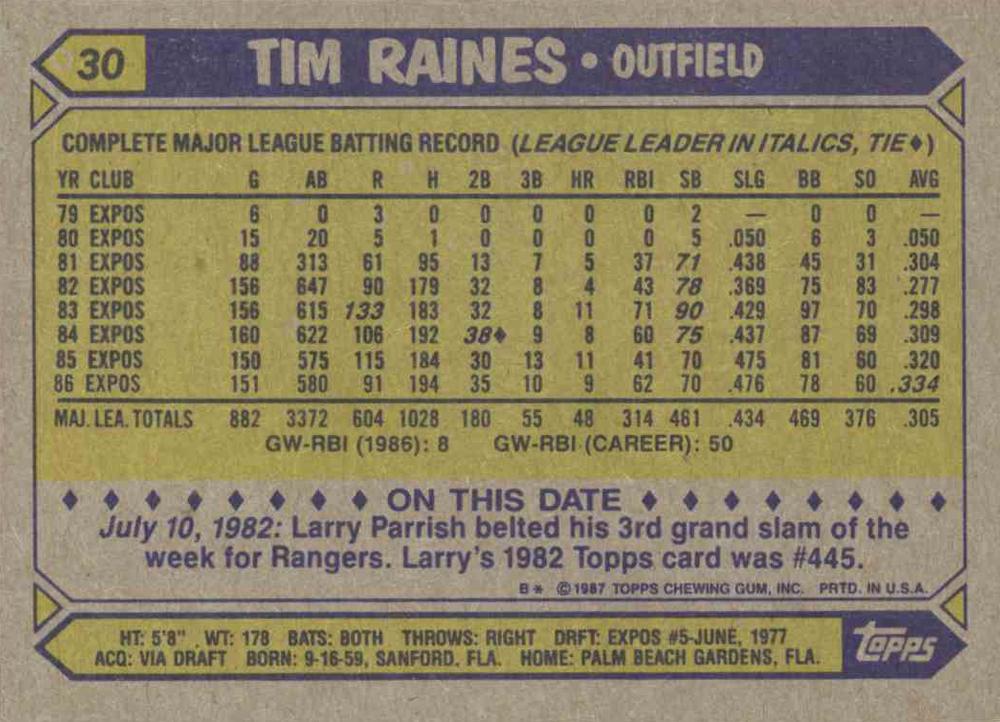 30 TIM RAINES • OUTFIELD
COMPLETE MAJOR LEAGUE BATTING RECORD (LEAGUE LEADER IN ITALICS, TIE♦)
YR CLUB G AB R H 2B 3B HR RBI SB SLG BB SO AVG
79 EXPOS 6 0 3 0 0 0 0 0 2 — 0 0 —
80 EXPOS 15 20 5 1 0 0 0 0 5 .050 6 3 .050
81 EXPOS 88 313 61 95 13 7 5 37 71 .438 45 31 .304
82 EXPOS 156 647 90 179 32 8 4 43 78 .369 75 83 .277
83 EXPOS 156 615 133 183 32 8 11 71 90 .429 97 70 .298
84 EXPOS 160 622 106 192 38♦ 9 8 60 75 .437 87 69 .309
85 EXPOS 150 575 115 184 30 13 11 41 70 475 81 60 .320
86 EXPOS 151 580 91 194 35 10 9 62 70 .476 78 60 .334
MAJ. LEA. TOTALS 882 3372 604 1028 180 55 48 314 461 .434 469 376 .305
GW-RBI (1986): 8 GW-RBI (CAREER): 50
♦ ♦ ♦ ♦ ♦ ♦ ♦ ♦ ON THIS DATE ♦ ♦ ♦ ♦ ♦ ♦ ♦ ♦
July 10, 1982: Larry Parrish belted his 3rd grand slam of the
week for Rangers. Larry's 1982 Topps card was #445.
B* © 1987 TOPPS CHEWING GUM, INC. PRTD. IN U.S.A.
HT: 5'8" WT: 178 BATS: BOTH THROWS: RIGHT DRFT: EXPOS #5-JUNE, 1977
ACQ: VIA DRAFT BORN: 9-16-59, SANFORD, FLA. HOME: PALM BEACH GARDENS, FLA.
topps